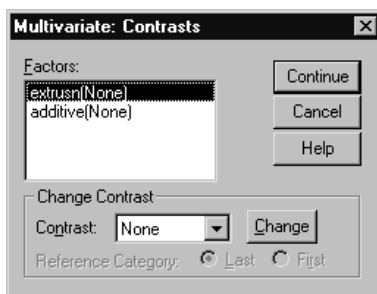 Multivariate: Contrasts
Factors:
extrusn(None)
additive(None)
Continue
Cancel
Help
Change Contrast
Contrast: None Change
Reference Category: Last First